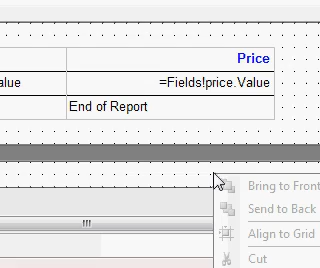 Price
alue =Fields!price.Value
End of Report
Bring to Front
Send to Back
Align to Grid
Cut